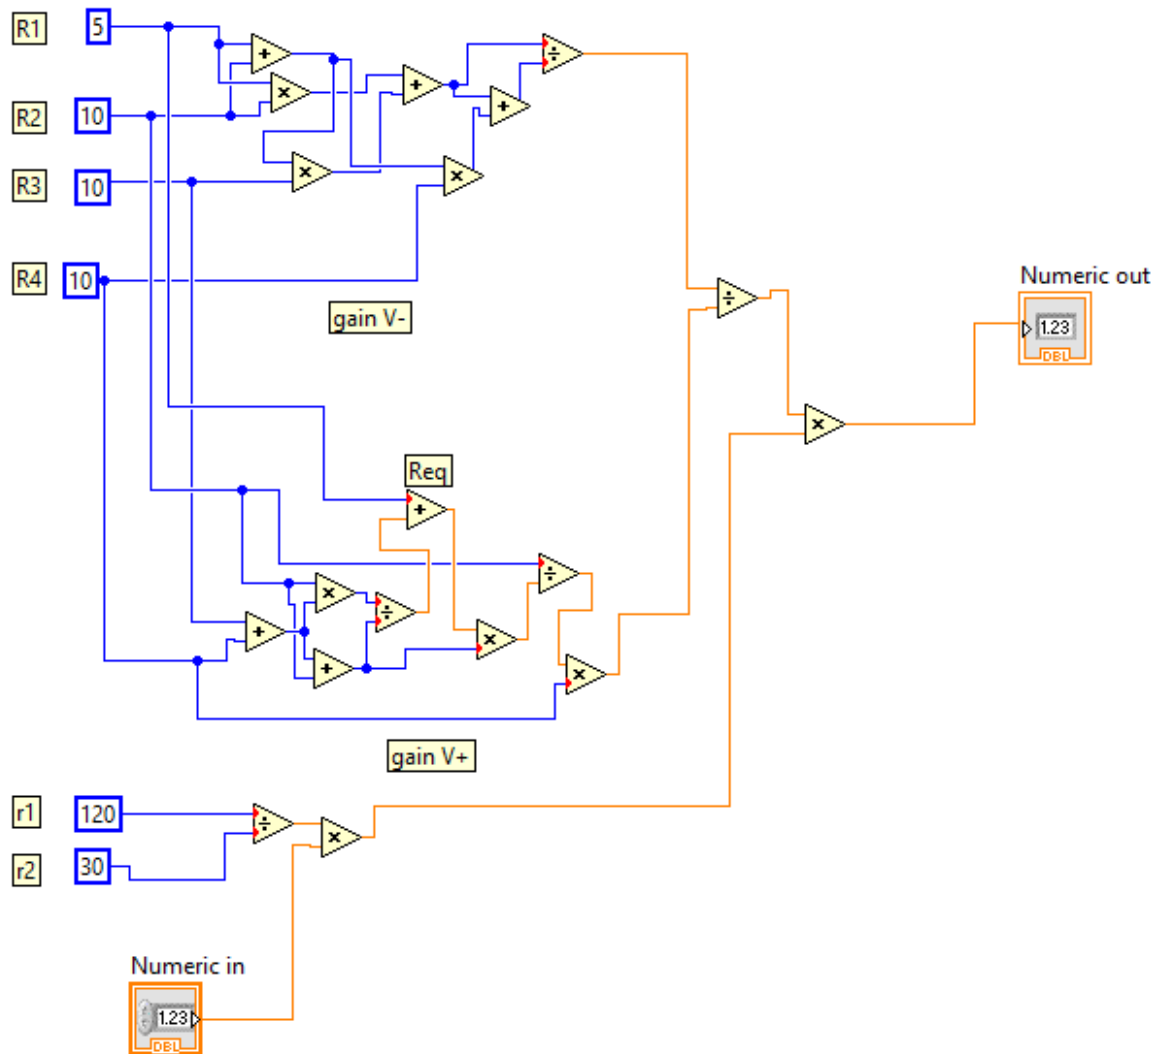 R1 5
R2 10
R3 10
R4 10
+
×
+
÷
+
×
×
gain V-
÷
Numeric out
1.23
DBL
×
Req
+
÷
×
÷
+
×
+
×
gain V+
r1 120
÷
×
r2 30
Numeric in
1.23
DBL